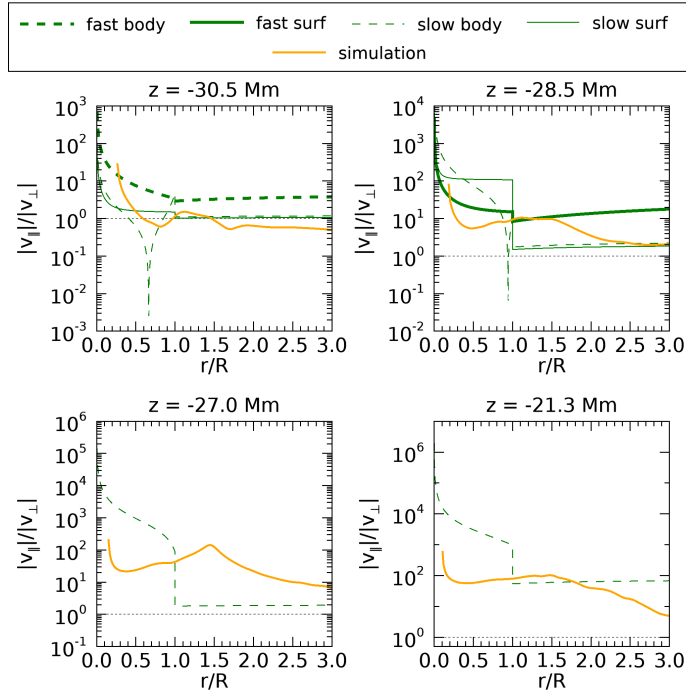 fast body fast surf slow body slow surf
simulation
z = -30.5 Mm z = -28.5 Mm
|v∥|/|v⊥|
10³
10²
10¹
10⁰
10⁻¹
10⁻²
10⁻³
0.0 0.5 1.0 1.5 2.0 2.5 3.0
r/R
|v∥|/|v⊥|
10⁴
10³
10²
10¹
10⁰
10⁻¹
10⁻²
0.0 0.5 1.0 1.5 2.0 2.5 3.0
r/R
z = -27.0 Mm z = -21.3 Mm
|v∥|/|v⊥|
10⁶
10⁵
10⁴
10³
10²
10¹
10⁰
10⁻¹
0.0 0.5 1.0 1.5 2.0 2.5 3.0
r/R
|v∥|/|v⊥|
10⁶
10⁴
10²
10⁰
0.0 0.5 1.0 1.5 2.0 2.5 3.0
r/R